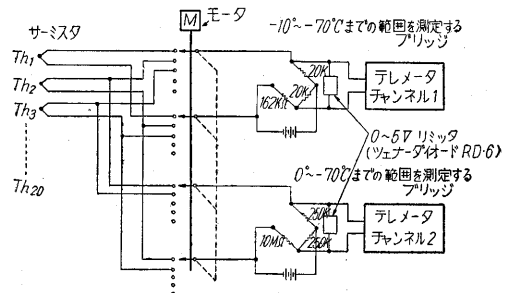 サーミスタ
Th1
Th2
Th3
Th20
M
モータ
-10°~-70℃までの範囲を測定する
ブリッジ
20K
20K
162KΩ
テレメータ
チャンネル1
0~5V リミッタ
(ツェナーダイオードRD-6)
0°~-70℃までの範囲を測定する
ブリッジ
250K
250K
10MΩ
テレメータ
チャンネル2